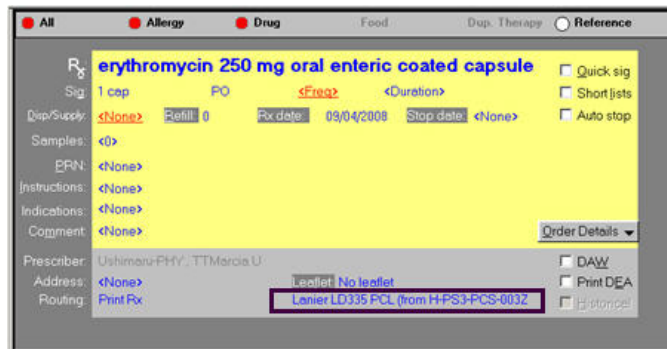 All Allergy Drug Food Dup. Therapy Reference
Rx erythromycin 250 mg oral enteric coated capsule Quick sig
Sig: 1 cap PO <Freq> <Duration> Short lists
Disp/Supply: <None> Refill: 0 Rx date: 09/04/2008 Stop date: <None> Auto stop
Samples: <0>
PRN: <None>
Instructions: <None>
Indications: <None>
Comment: <None> Order Details
Prescriber: Ushimaru-PHY, TTMarcia U DAW
Address: <None> Leaflet: No leaflet Print DEA
Routing: Print Rx Lanier LD335 PCL (from H-PS3-PCS-003Z Historical